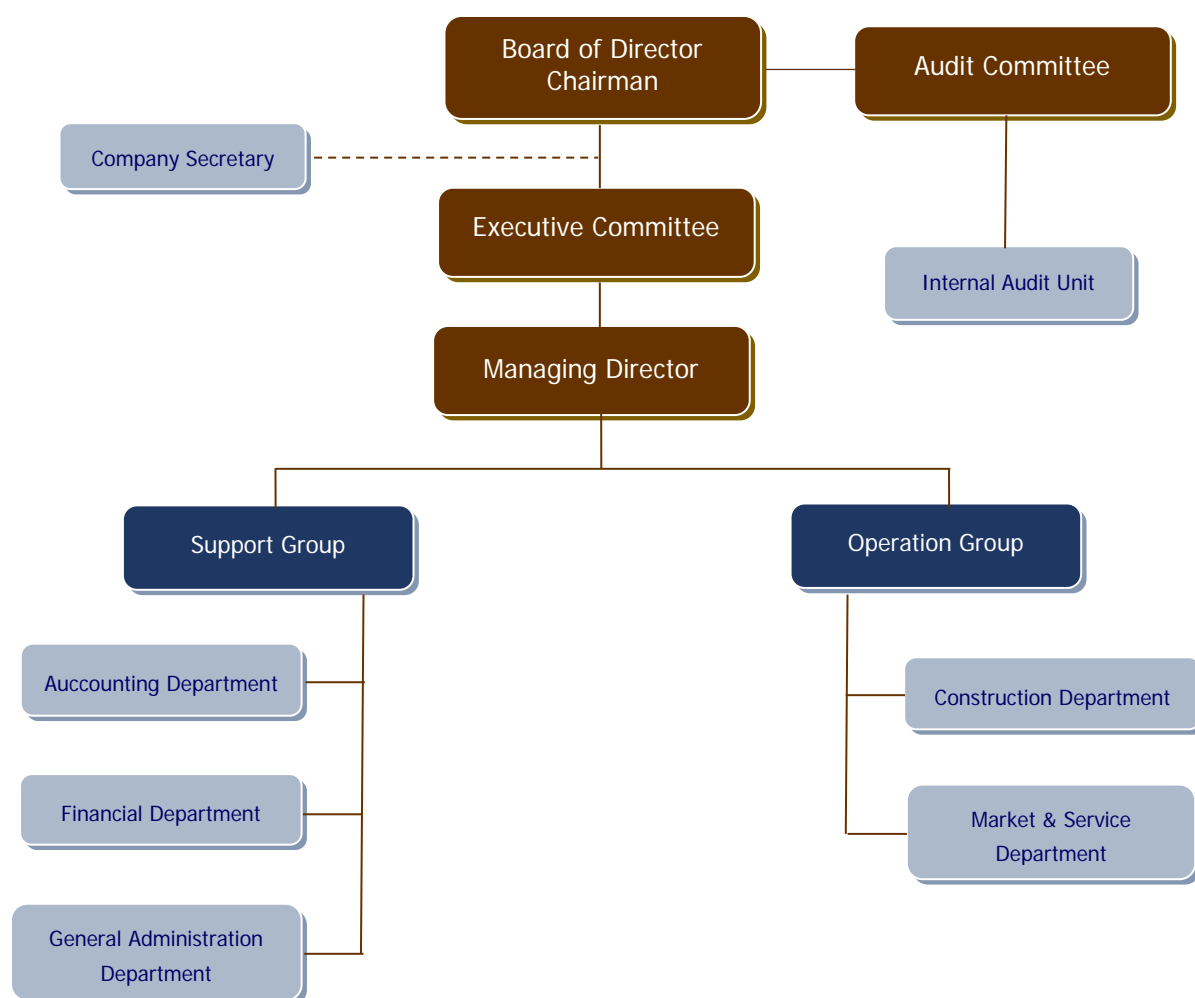 Board of Director
Chairman
Audit Committee
Company Secretary
Executive Committee
Internal Audit Unit
Managing Director
Support Group
Operation Group
Auccounting Department
Construction Department
Financial Department
Market & Service
Department
General Administration
Department